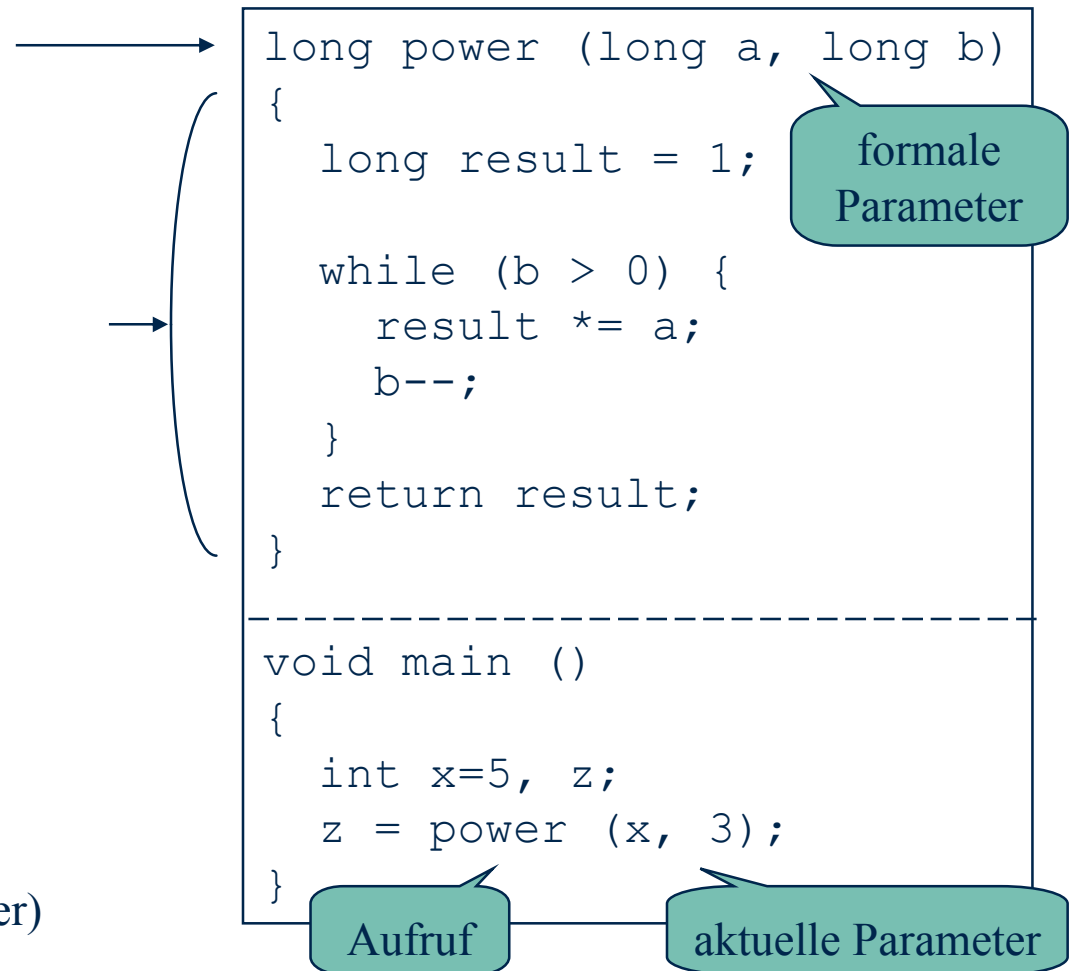 long power (long a, long b)
{
formale
Parameter
long result = 1;
while (b > 0) {
result *= a;
b--;
}
return result;
}
void main ()
{
int x=5, z;
z = power (x, 3);
}
er)
Aufruf
aktuelle Parameter